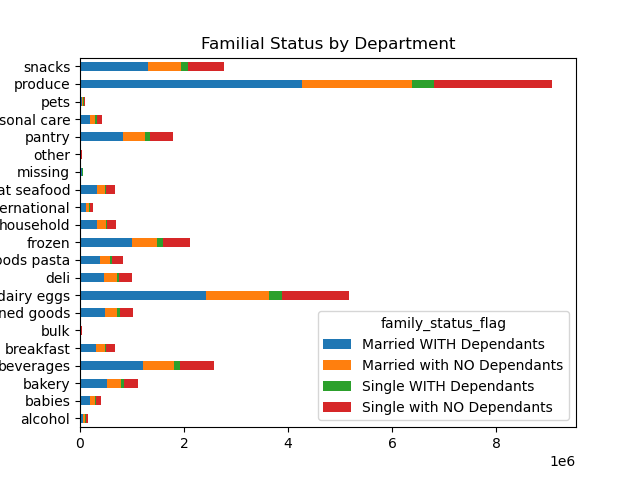 Familial Status by Department
snacks
produce
pets
sonal care
pantry
other
missing
at seafood
ernational
household
frozen
oods pasta
deli
dairy eggs
ned goods
bulk
breakfast
beverages
bakery
babies
alcohol
family_status_flag
Married WITH Dependants
Married with NO Dependants
Single WITH Dependants
Single with NO Dependants
0 2 4 6 8
1e6